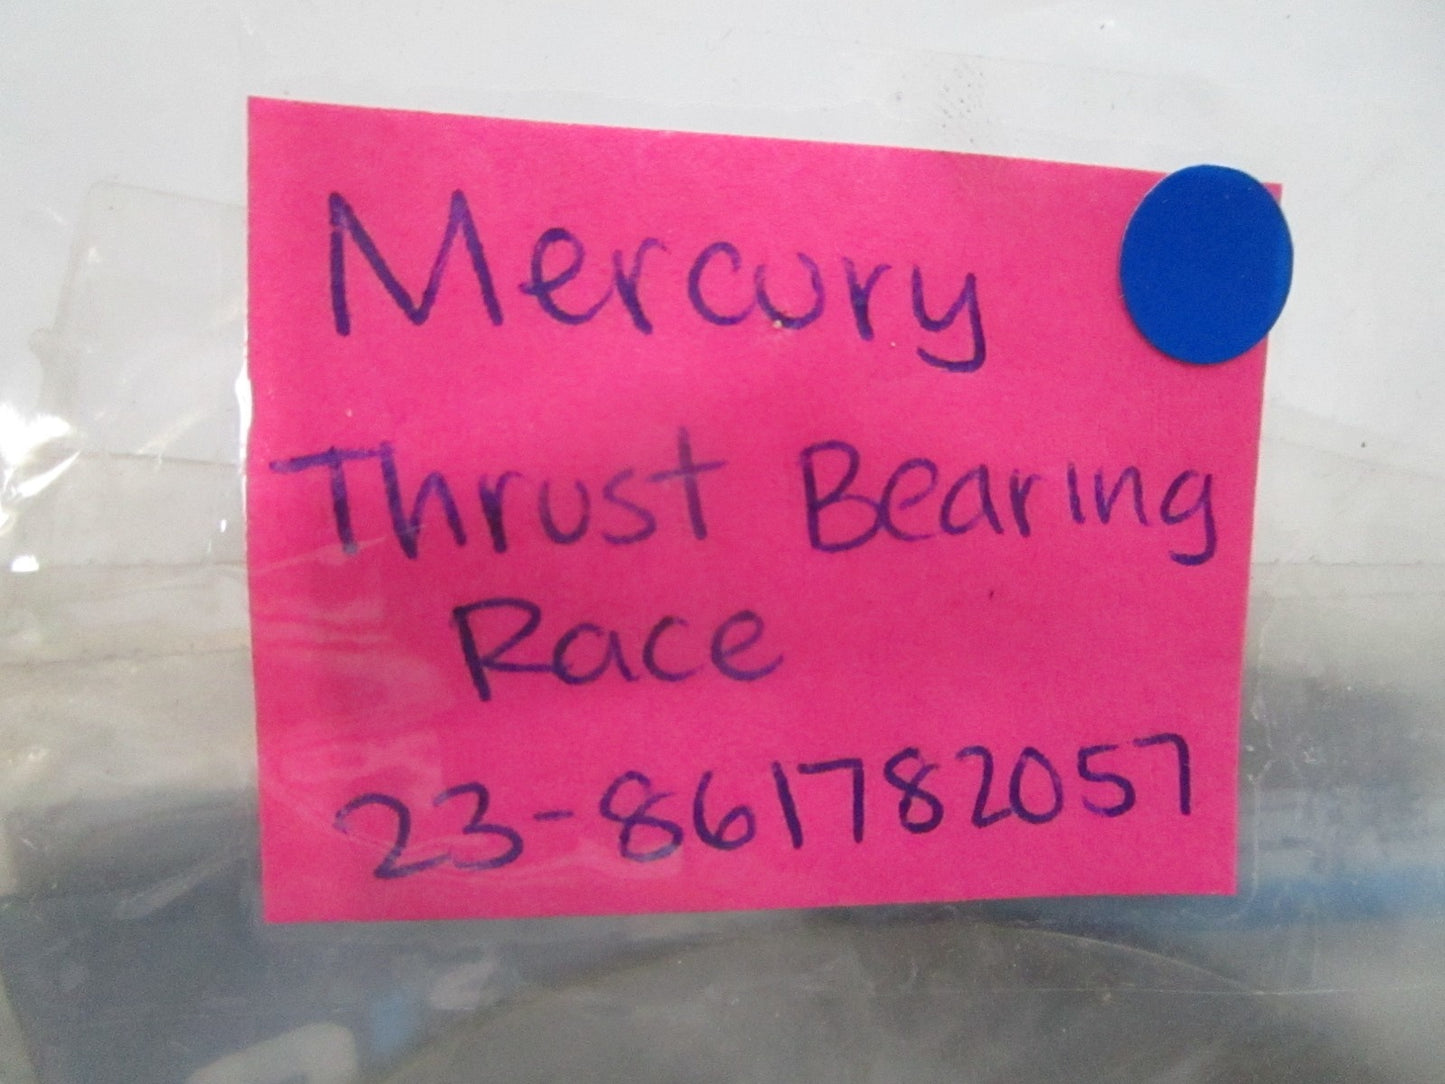 Mercury
Thrust Bearing
Race
23-861782057